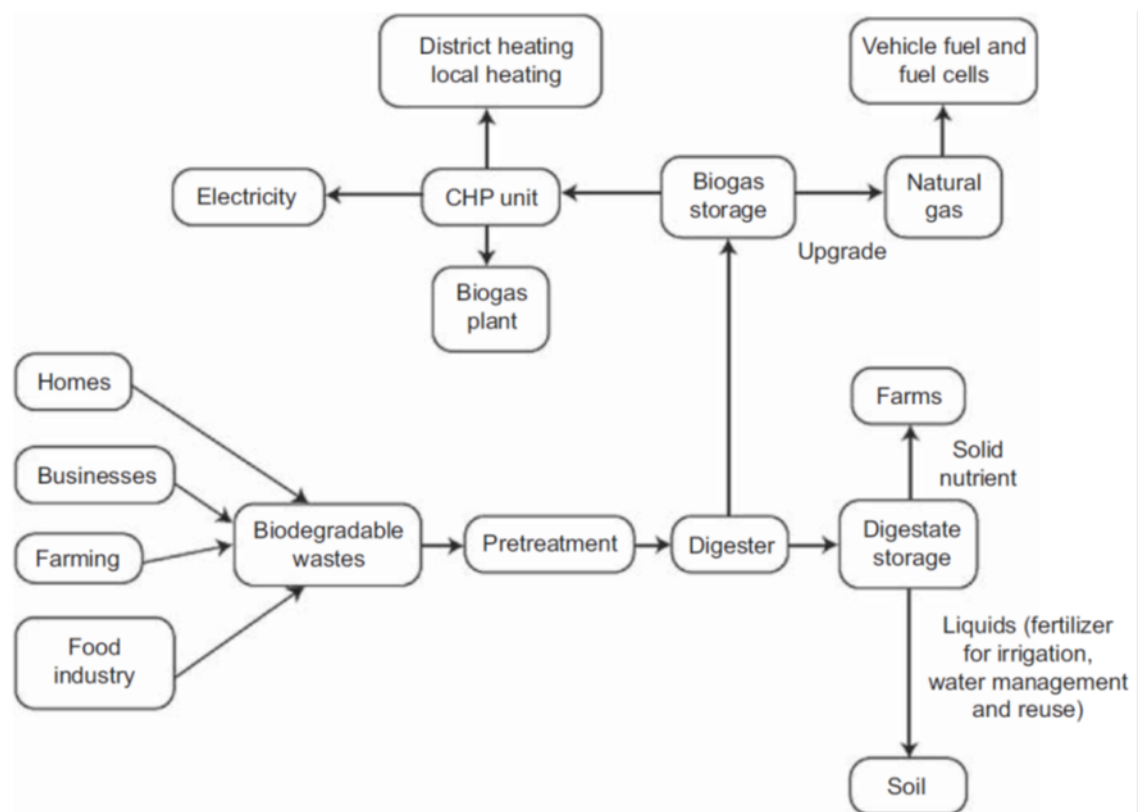 District heating
local heating
Vehicle fuel and
fuel cells
Electricity
CHP unit
Biogas
storage
Natural
gas
Upgrade
Biogas
plant
Homes
Businesses
Farming
Food
industry
Biodegradable
wastes
Pretreatment
Digester
Digestate
storage
Farms
Solid
nutrient
Liquids (fertilizer
for irrigation,
water management
and reuse)
Soil